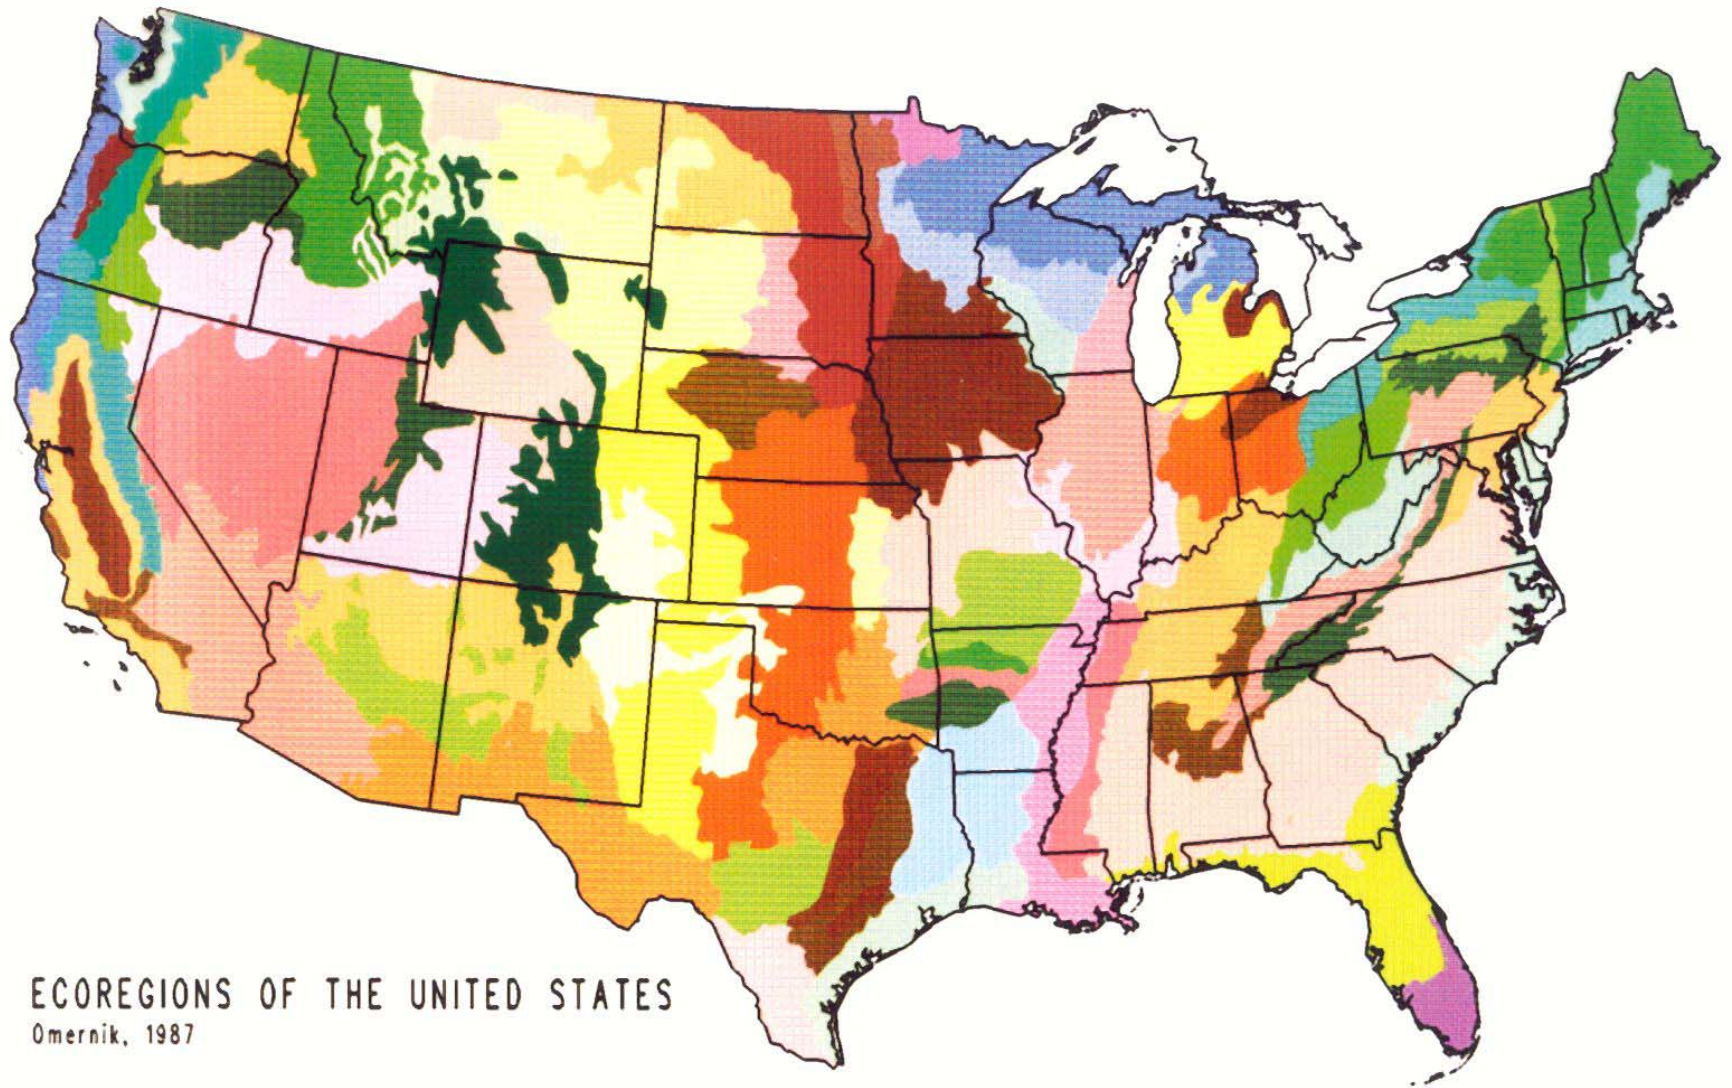 ECOREGIONS OF THE UNITED STATES
Omernik, 1987